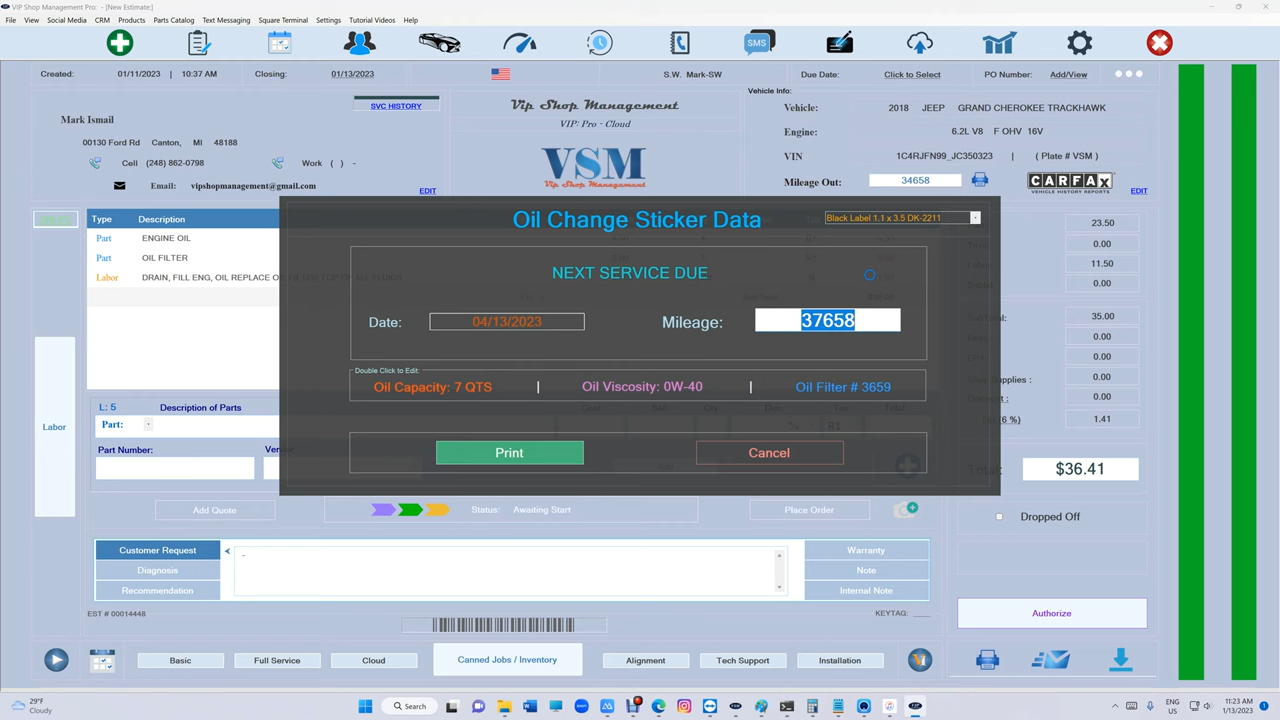 VIP Shop Management Pro: - [New Estimate:]
File View Social Media CRM Products Parts Catalog Text Messaging Square Terminal Settings Tutorial Videos Help
SMS
Created: 01/11/2023 | 10:37 AM Closing: 01/13/2023 S.W. Mark-SW Due Date: Click to Select PO Number: Add/View
SVC HISTORY
Mark Ismail
00130 Ford Rd Canton, MI 48188
Cell (248) 862-0798 Work ( ) -
Email: vipshopmanagement@gmail.com
EDIT
Vip Shop Management
VIP: Pro - Cloud
VSM
Vip Shop Management
Vehicle Info:
Vehicle: 2018 JEEP GRAND CHEROKEE TRACKHAWK
Engine: 6.2L V8 F OHV 16V
VIN 1C4RJFN99_JC350323 | ( Plate # VSM )
Mileage Out: 34658
CARFAX
VEHICLE HISTORY REPORTS
EDIT
Type Description
Part ENGINE OIL
Part OIL FILTER
Labor DRAIN, FILL ENG, OIL REPLACE
Oil Change Sticker Data
Black Label 1.1 x 3.5 DK-2211
NEXT SERVICE DUE
Date: 04/13/2023 Mileage: 37658
Double Click to Edit:
Oil Capacity: 7 QTS | Oil Viscosity: 0W-40 | Oil Filter # 3659
Print Cancel
23.50
0.00
11.50
0.00
35.00
0.00
0.00
Supplies : 0.00
0.00
1.41
$36.41
Dropped Off
Labor
L: 5 Description of Parts
Part:
Part Number:
Add Quote Status: Awaiting Start Place Order
Customer Request
Diagnosis
Recommendation
-
Warranty
Note
Internal Note
EST # 00014448 KEYTAG: ____
Authorize
Basic Full Service Cloud Canned Jobs / Inventory Alignment Tech Support Installation
29°F
Cloudy
Search
ENG
US
11:23 AM
1/13/2023